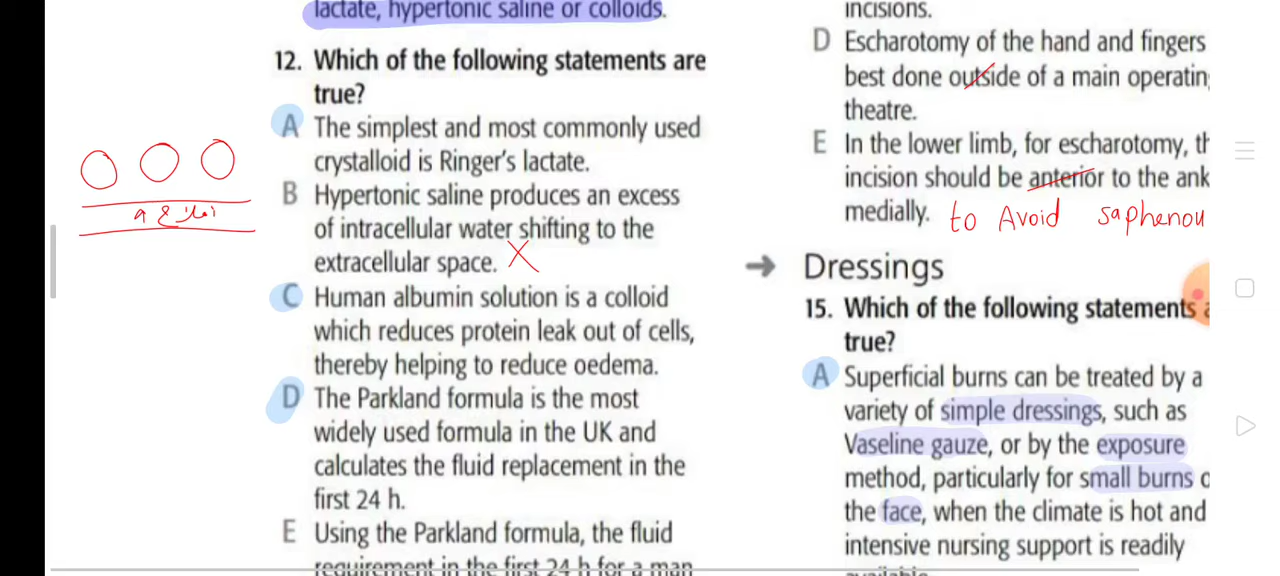 lactate, hypertonic saline or colloids.
12. Which of the following statements are
true?
A The simplest and most commonly used
crystalloid is Ringer's lactate.
B Hypertonic saline produces an excess
of intracellular water shifting to the
extracellular space.
C Human albumin solution is a colloid
which reduces protein leak out of cells,
thereby helping to reduce oedema.
D The Parkland formula is the most
widely used formula in the UK and
calculates the fluid replacement in the
first 24 h.
E Using the Parkland formula, the fluid
requirement in the first 24 h for a man
incisions.
D Escharotomy of the hand and fingers
best done outside of a main operatin
theatre.
E In the lower limb, for escharotomy, th
incision should be anterior to the ank
medially. to Avoid saphenou
→ Dressings
15. Which of the following statements a
true?
A Superficial burns can be treated by a
variety of simple dressings, such as
Vaseline gauze, or by the exposure
method, particularly for small burns o
the face, when the climate is hot and
intensive nursing support is readily
available.